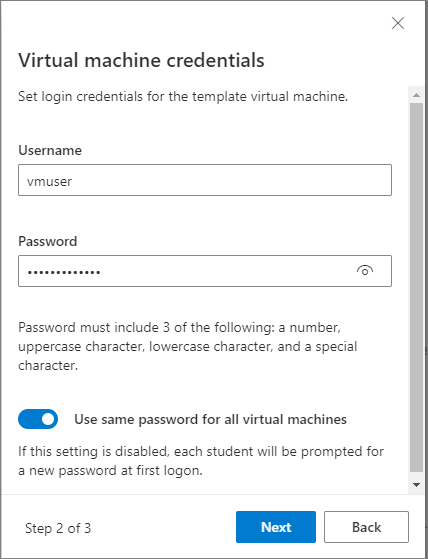 Virtual machine credentials
Set login credentials for the template virtual machine.
Username
vmuser
Password
•••••••••••••
Password must include 3 of the following: a number,
uppercase character, lowercase character, and a special
character.
Use same password for all virtual machines
If this setting is disabled, each student will be prompted for
a new password at first logon.
Step 2 of 3
Next
Back